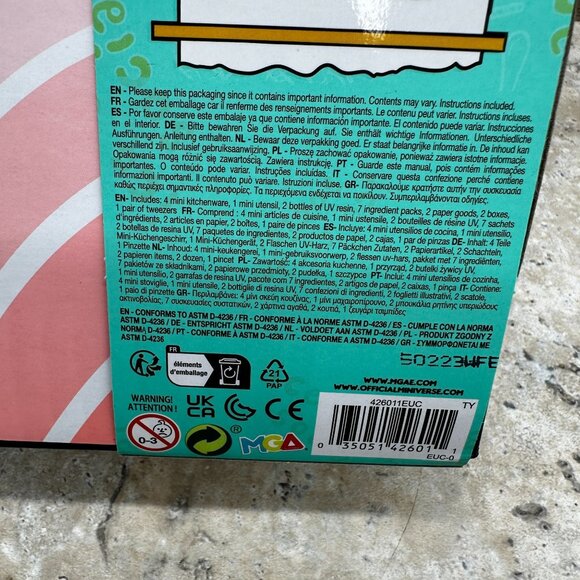 EN - Please keep this packaging since it contains important information. Contents may vary. Instructions included.
FR - Gardez cet emballage car il renferme des renseignements importants. Le contenu peut varier. Instructions incluses.
ES - Por favor conserve este embalaje ya que contiene importante información. El contenido puede variar. Instrucciones
en el interior. DE - Bitte bewahren Sie die Verpackung auf. Sie enthält wichtige Informationen. Unterschiedliche
Ausführungen. Anleitung enthalten. NL - Bewaar deze verpakking goed. Er staat belangrijke informatie in. De inhoud kan
verschillend zijn. Inclusief gebruiksaanwijzing. PL - Proszę zachować opakowanie, ponieważ zawiera istotne informacje.
Opakowania mogą różnić się zawartością. Zawiera instrukcję. PT - Guarde este manual, pois contém informações
importantes. O conteúdo pode variar. Instruções incluídas. IT - Conservare questa confezione perché contiene
importanti informazioni. Il contenuto può variare. Istruzioni incluse. GR- Παρακαλούμε κρατήστε αυτήν την συσκευασία
καθώς περιέχει σημαντικές πληροφορίες. Τα περιεχόμενα ενδέχεται να ποικίλουν. Συμπεριλαμβάνονται οδηγίες.
EN- Includes: 4 mini kitchenware, 1 mini utensil, 2 bottles of UV resin, 7 ingredient packs, 2 paper goods, 2 boxes,
1 pair of tweezers FR- Comprend : 4 mini articles de cuisine, 1 mini ustensile, 2 bouteilles de résine UV, 7 sachets
d'ingrédients, 2 articles en papier, 2 boîtes, 1 paire de pinces ES- Incluye: 4 mini utensilios de cocina, 1 mini utensilio,
2 botellas de resina UV, 7 paquetes de ingredientes, 2 productos de papel, 2 cajas, 1 par de pinzas DE- Inhalt: 4 Teile
Mini-Küchengeschirr, 1 Mini-Küchengerät, 2 Flaschen UV-Harz, 7 Päckchen Zutaten, 2 Papierartikel, 2 Schachteln,
1 Pinzette NL- Inhoud: 4 mini-keukengerei, 1 mini-gebruiksvoorwerp, 2 flessen uv-hars, pakket met 7 ingrediënten,
2 papieren items, 2 dozen, 1 pincet PL- Zawartość: 4 akcesoria kuchenne, 1 przyrząd, 2 butelki żywicy UV,
7 pakietów ze składnikami, 2 papierowe przedmioty, 2 pudełka, 1 szczypce PT- Inclui: 4 mini utensílios de cozinha,
1 mini utensílio, 2 garrafas de resina UV, pacote com 7 ingredientes, 2 artigos de papel, 2 caixas, 1 pinça IT- Contiene:
4 mini stoviglie, 1 mini utensile, 2 bottiglie di resina UV, 7 confezioni di ingredienti, 2 foglietti illustrativi, 2 scatole,
1 paio di pinzette GR- Περιλαμβάνει: 4 μίνι σκεύη κουζίνας, 1 μίνι μαχαιροπίρουνο, 2 μπουκάλια ρητίνης υπεριώδους
ακτινοβολίας, 7 συσκευασίες συστατικών, 2 χάρτινα αγαθά, 2 κουτιά, 1 ζευγάρι τσιμπίδες
EN - CONFORMS TO ASTM D-4236 / FR - CONFORME À LA NORME ASTM D-4236 / ES - CUMPLE CON LA NORMA
ASTM D-4236 / DE - ENTSPRICHT ASTM D-4236 / NL - VOLDOET AAN ASTM D-4236 / PL - PRODUKT ZGODNY Z
NORMĄ ASTM D-4236 / PT - CONFORME A ASTM D-4236 / IT - CONFORME A ASTM D-4236 / GR - ΣΥΜΜΟΡΦΩΝΕΤΑΙ ΜΕ
ASTM D-4236
50223WFE
FR
éléments
d'emballage
21
PAP
WWW.MGAE.COM
WWW.OFFICIALMINIVERSE.COM
WARNING!
ATTENTION !
0-3
UK
CA
CE
®
MGA
426011EUC TY
0 35051 42601 1
EUC-0